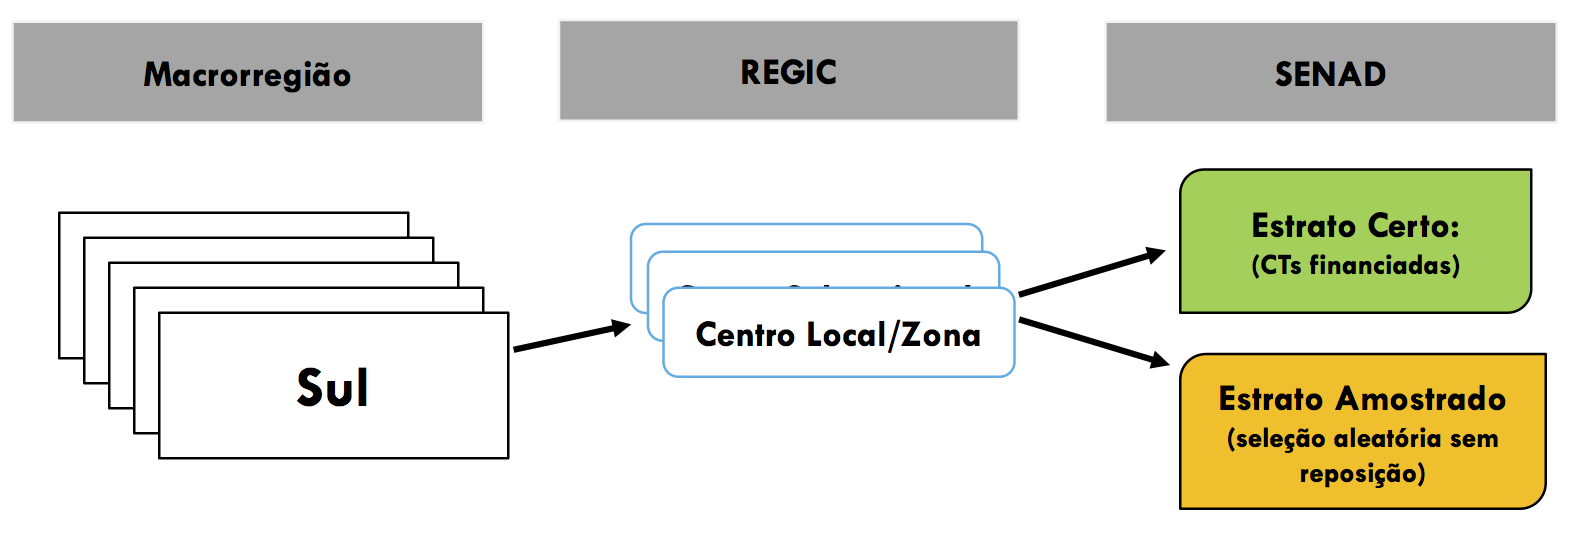 Macrorregião
REGIC
SENAD
Sul
Centro Local/Zona
Estrato Certo:
(CTs financiadas)
Estrato Amostrado
(seleção aleatória sem
reposição)